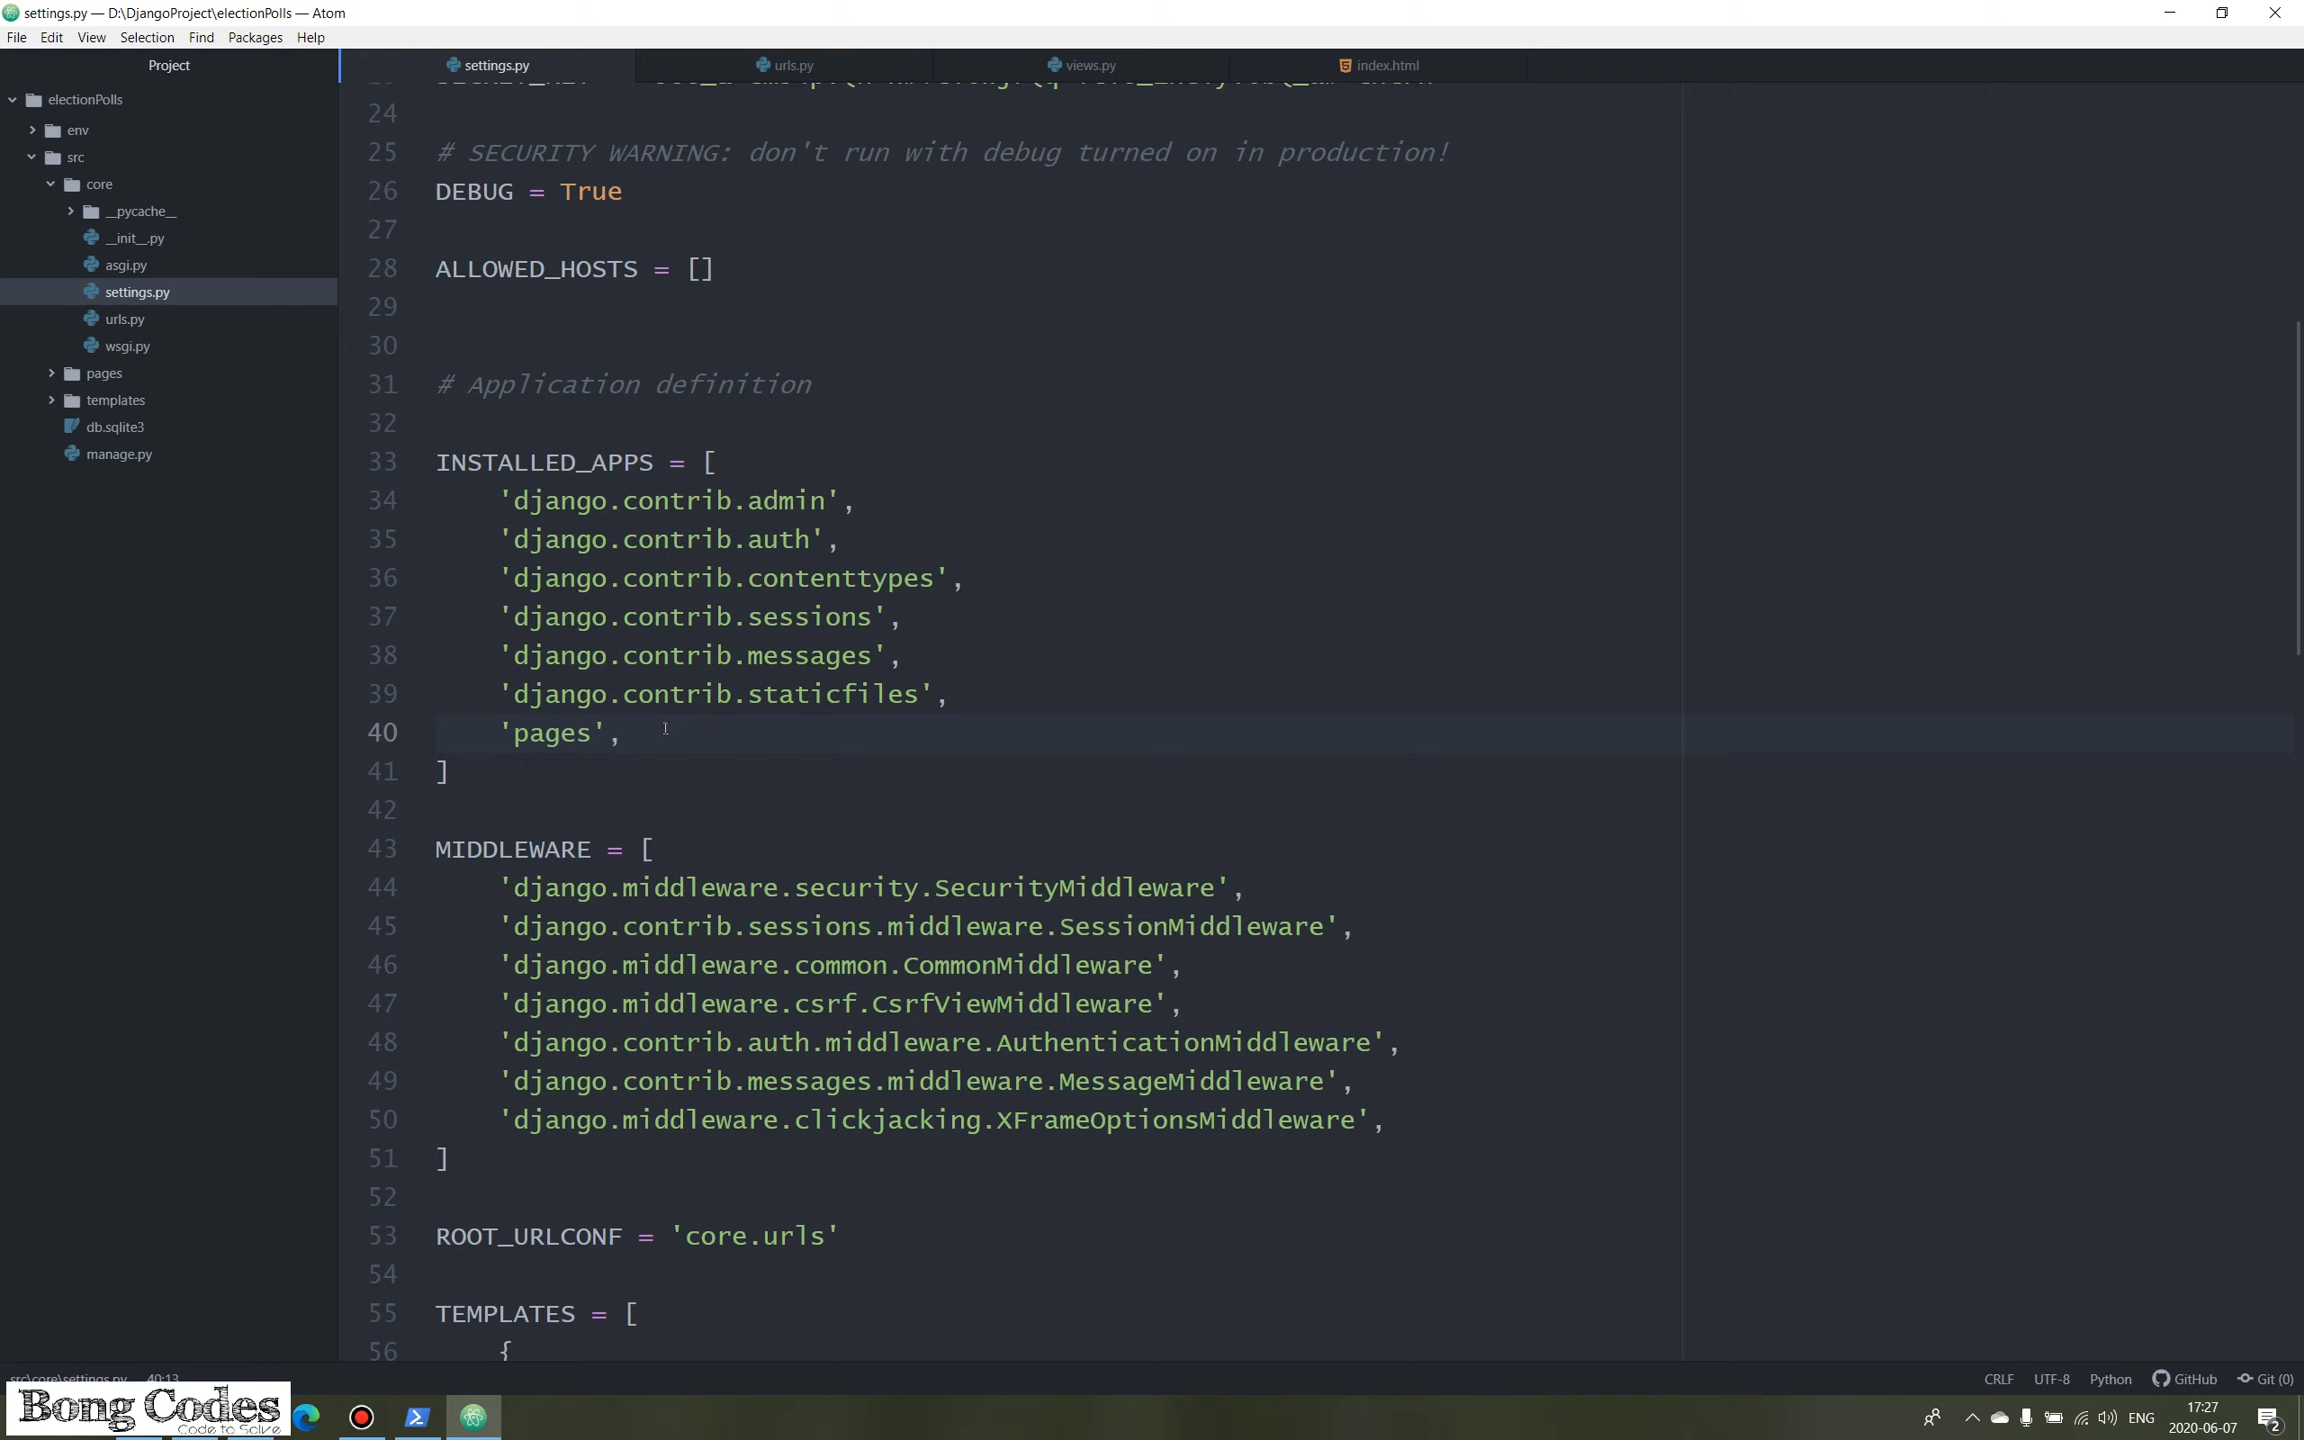 settings.py — D:\DjangoProject\electionPolls — Atom
File Edit View Selection Find Packages Help
Project
settings.py urls.py views.py index.html
electionPolls
env
src
core
__pycache__
__init__.py
asgi.py
settings.py
urls.py
wsgi.py
pages
templates
db.sqlite3
manage.py
24
25 # SECURITY WARNING: don't run with debug turned on in production!
26 DEBUG = True
27
28 ALLOWED_HOSTS = []
29
30
31 # Application definition
32
33 INSTALLED_APPS = [
34 'django.contrib.admin',
35 'django.contrib.auth',
36 'django.contrib.contenttypes',
37 'django.contrib.sessions',
38 'django.contrib.messages',
39 'django.contrib.staticfiles',
40 'pages',
41 ]
42
43 MIDDLEWARE = [
44 'django.middleware.security.SecurityMiddleware',
45 'django.contrib.sessions.middleware.SessionMiddleware',
46 'django.middleware.common.CommonMiddleware',
47 'django.middleware.csrf.CsrfViewMiddleware',
48 'django.contrib.auth.middleware.AuthenticationMiddleware',
49 'django.contrib.messages.middleware.MessageMiddleware',
50 'django.middleware.clickjacking.XFrameOptionsMiddleware',
51 ]
52
53 ROOT_URLCONF = 'core.urls'
54
55 TEMPLATES = [
56 {
src\core\settings.py 40:13 CRLF UTF-8 Python GitHub Git (0)
Bong Codes
Code to Solve
ENG
17:27
2020-06-07
2